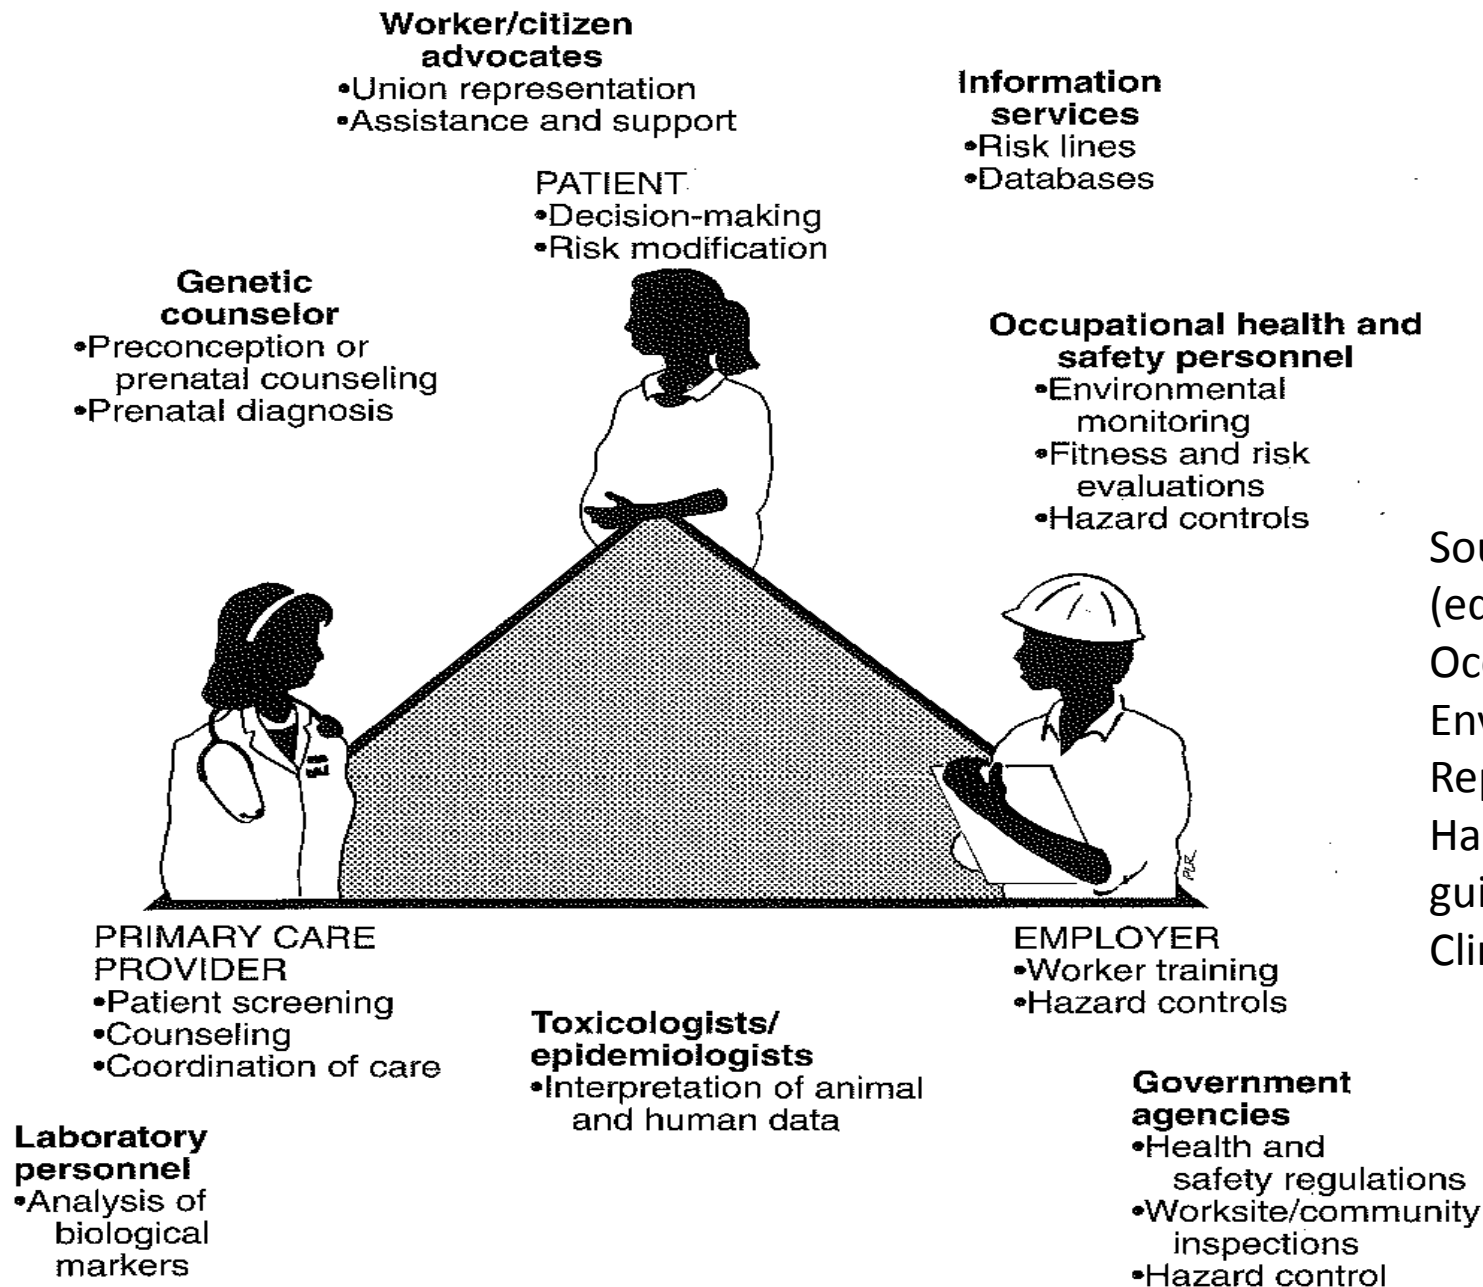 Worker/citizen
advocates
•Union representation
•Assistance and support
Information
services
•Risk lines
•Databases
PATIENT
•Decision-making
•Risk modification
Genetic
counselor
•Preconception or
prenatal counseling
•Prenatal diagnosis
Occupational health and
safety personnel
•Environmental
monitoring
•Fitness and risk
evaluations
•Hazard controls
PRIMARY CARE
PROVIDER
•Patient screening
•Counseling
•Coordination of care
EMPLOYER
•Worker training
•Hazard controls
Toxicologists/
epidemiologists
•Interpretation of animal
and human data
Government
agencies
•Health and
safety regulations
•Worksite/community
inspections
•Hazard control
Laboratory
personnel
•Analysis of
biological
markers